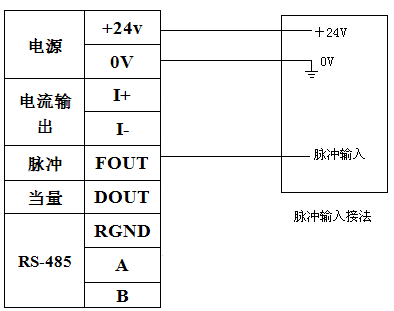 电源
+24v
0V
电流输
出
I+
I-
脉冲
FOUT
当量
DOUT
RS-485
RGND
A
B
+24V
0V
脉冲输入
脉冲输入接法